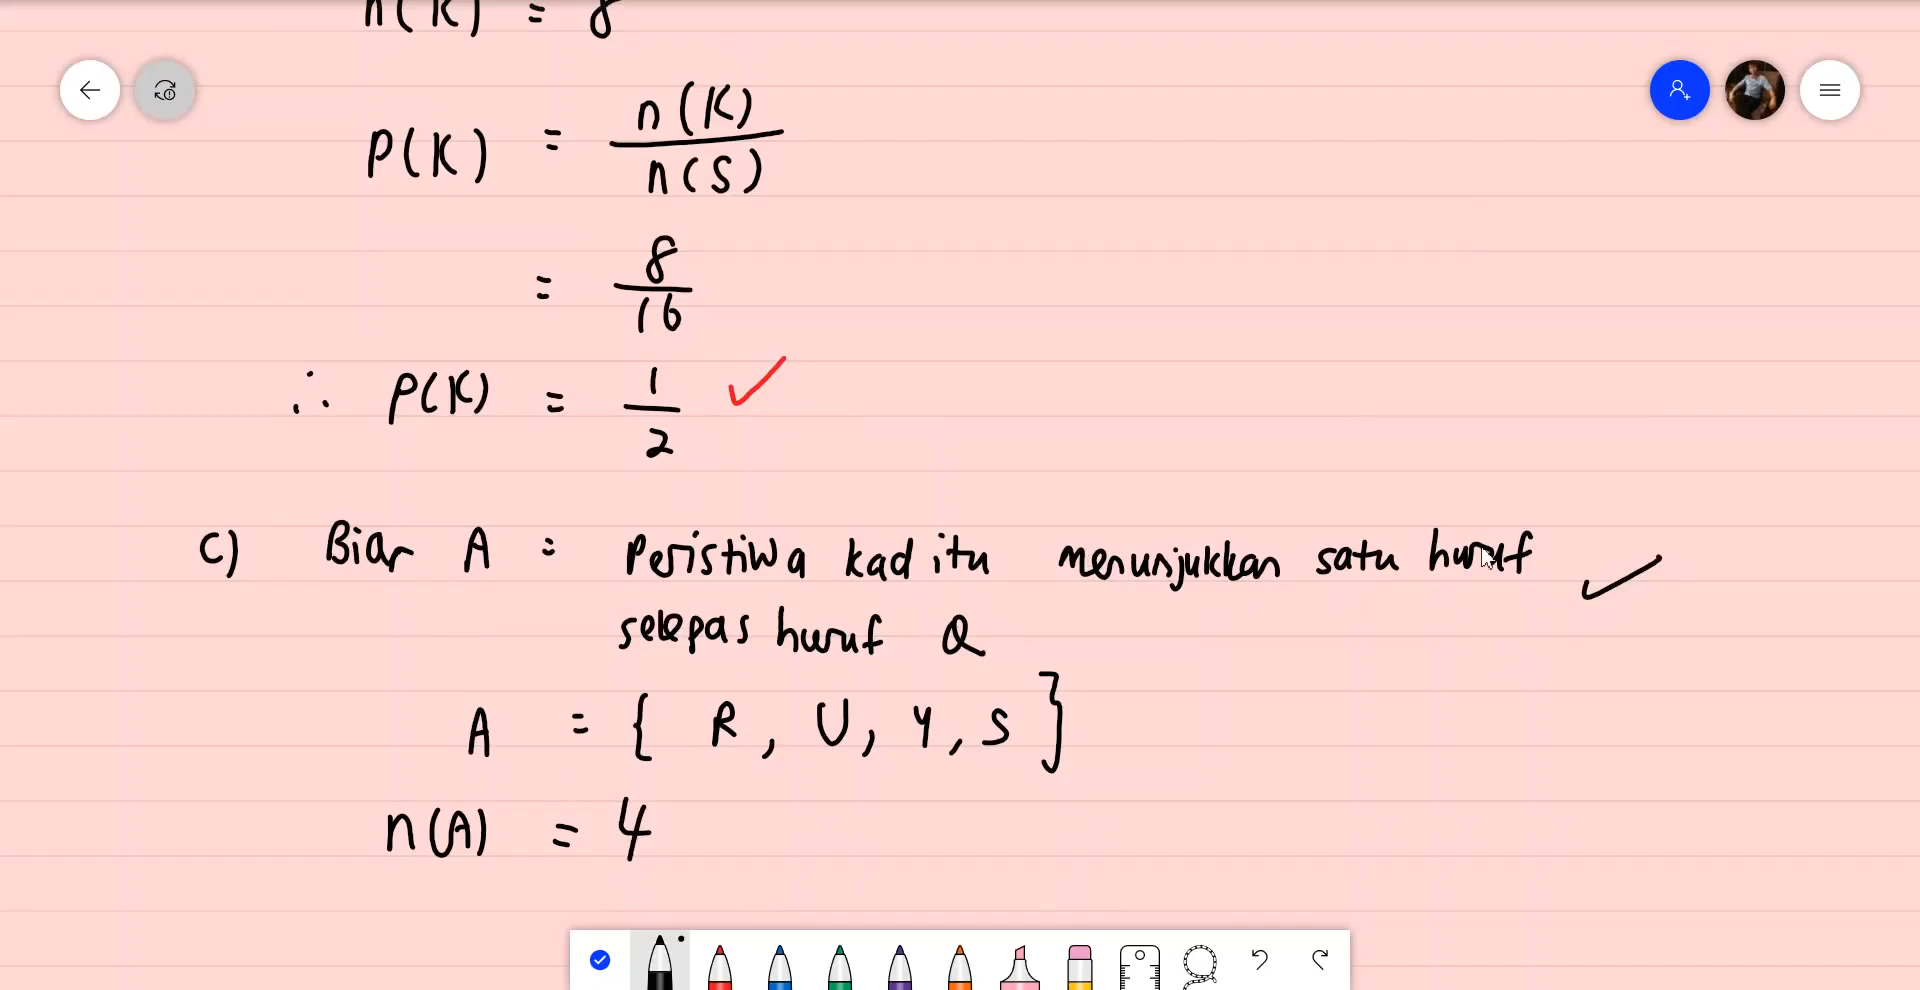 n(K) = 8
P(K) = n(K)
n(S)
= 8
16
∴ P(K) = 1
2
c) Biar A = Peristiwa kad itu menunjukkan satu huruf
selepas huruf Q
A = { R, U, Y, S }
n(A) = 4